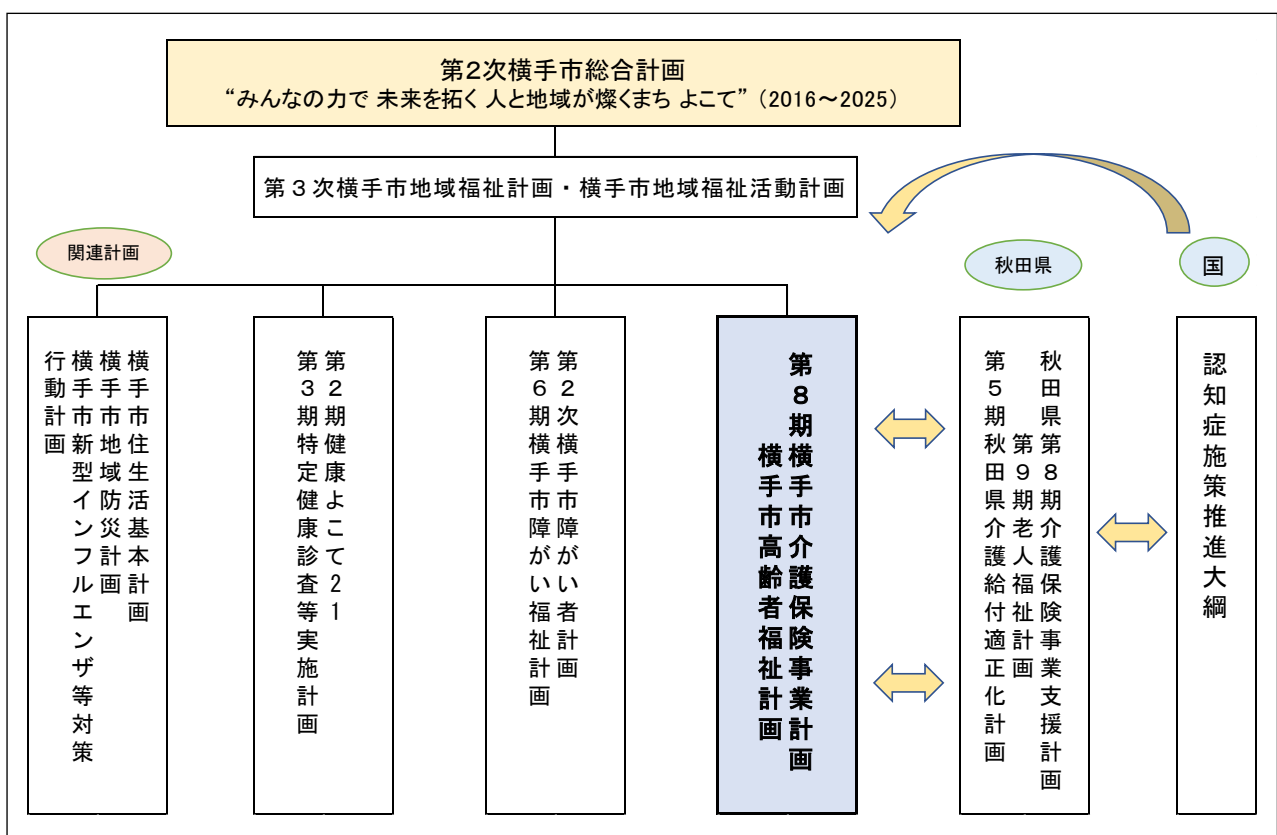 第2次横手市総合計画
“みんなの力で 未来を拓く 人と地域が燦くまち よこて”（2016～2025）
第３次横手市地域福祉計画・横手市地域福祉活動計画
関連計画
秋田県
国
横手市住生活基本計画
横手市地域防災計画
横手市新型インフルエンザ等対策
行動計画
第２期健康よこて２１
第３期特定健康診査等実施計画
第２次横手市障がい者計画
第６期横手市障がい福祉計画
第８期横手市介護保険事業計画
横手市高齢者福祉計画
秋田県第８期介護保険事業支援計画
第９期老人福祉計画
第５期秋田県介護給付適正化計画
認知症施策推進大綱